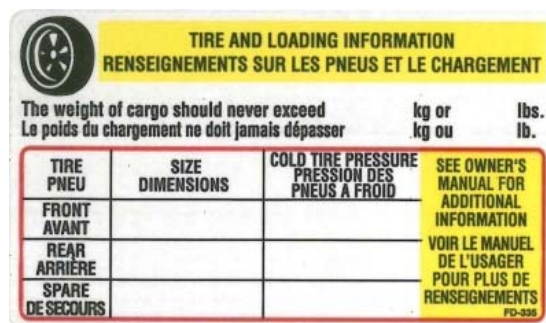 TIRE AND LOADING INFORMATION
RENSEIGNEMENTS SUR LES PNEUS ET LE CHARGEMENT
The weight of cargo should never exceed kg or lbs.
Le poids du chargement ne doit jamais dépasser kg ou lb.
TIRE
PNEU
SIZE
DIMENSIONS
COLD TIRE PRESSURE
PRESSION DES
PNEUS A FROID
SEE OWNER'S
MANUAL FOR
ADDITIONAL
INFORMATION
VOIR LE MANUEL
DE L'USAGER
POUR PLUS DE
RENSEIGNEMENTS
FD-335
FRONT
AVANT
REAR
ARRIÈRE
SPARE
DE SECOURS